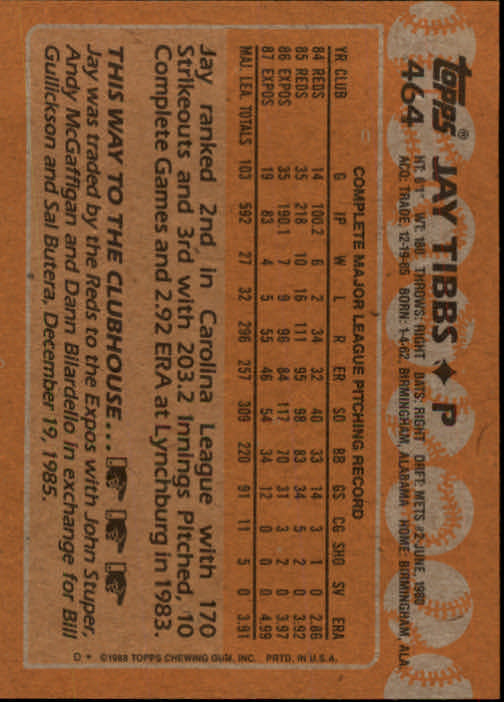 topps® JAY TIBBS ♦ P
464 HT: 6'1" WT: 180 THROWS: RIGHT BATS: RIGHT DRFT: METS #2-JUNE, 1980
ACQ: TRADE, 12-19-85 BORN: 1-4-62, BIRMINGHAM, ALABAMA HOME: BIRMINGHAM, ALA.
COMPLETE MAJOR LEAGUE PITCHING RECORD
YR CLUB G IP W L R ER SO BB GS CG SHO SV ERA
84 REDS 14 100.2 6 2 34 32 40 33 14 3 1 0 2.86
85 REDS 35 218 10 16 111 95 98 83 34 5 2 0 3.92
86 EXPOS 35 190.1 7 9 96 84 117 70 31 3 2 0 3.97
87 EXPOS 19 83 4 5 55 46 54 34 12 0 0 0 4.99
MAJ. LEA. TOTALS 103 592 27 32 296 257 309 220 91 11 5 0 3.91
Jay ranked 2nd in Carolina League with 170
Strikeouts and 3rd with 203.2 Innings Pitched, 10
Complete Games and 2.92 ERA at Lynchburg in 1983.
THIS WAY TO THE CLUBHOUSE...
Jay was traded by the Reds to the Expos with John Stuper,
Andy McGaffigan and Dann Bilardello in exchange for Bill
Gullickson and Sal Butera, December 19, 1985.
D* ©1988 TOPPS CHEWING GUM, INC. PRTD. IN U.S.A.